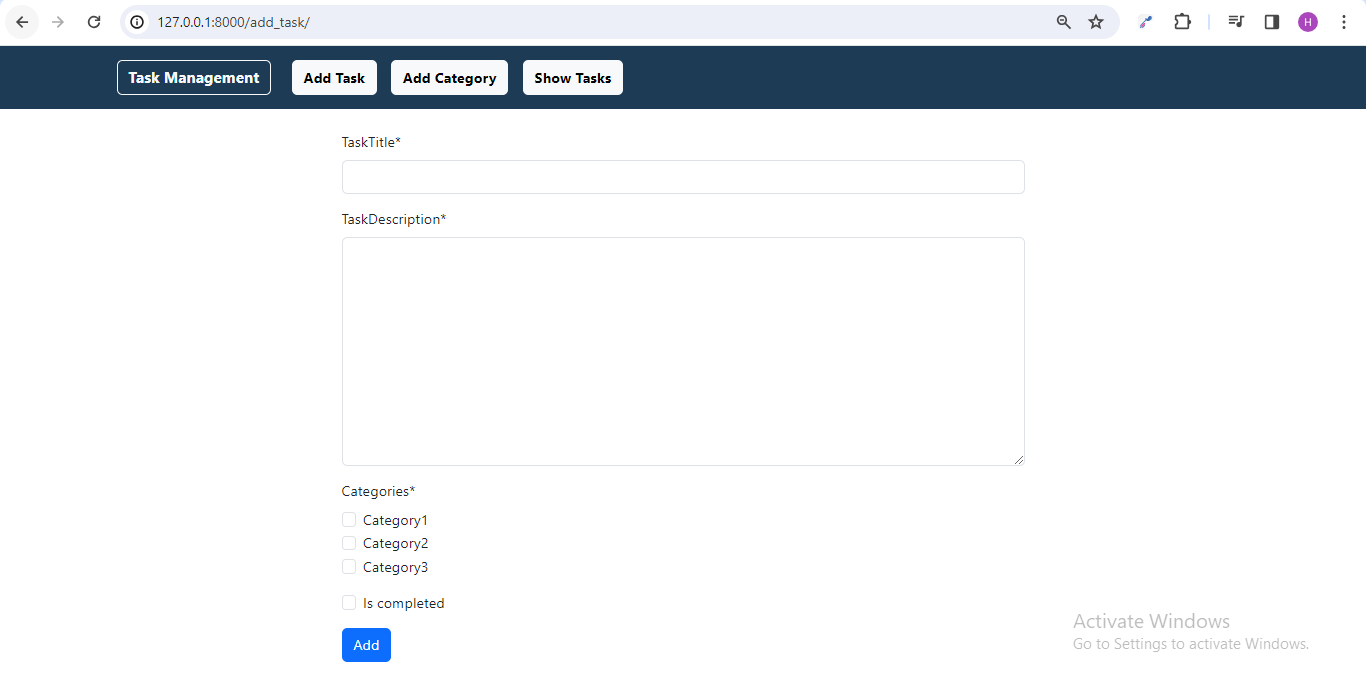 127.0.0.1:8000/add_task/
H
Task Management Add Task Add Category Show Tasks
TaskTitle*
TaskDescription*
Categories*
Category1
Category2
Category3
Is completed
Add
Activate Windows
Go to Settings to activate Windows.